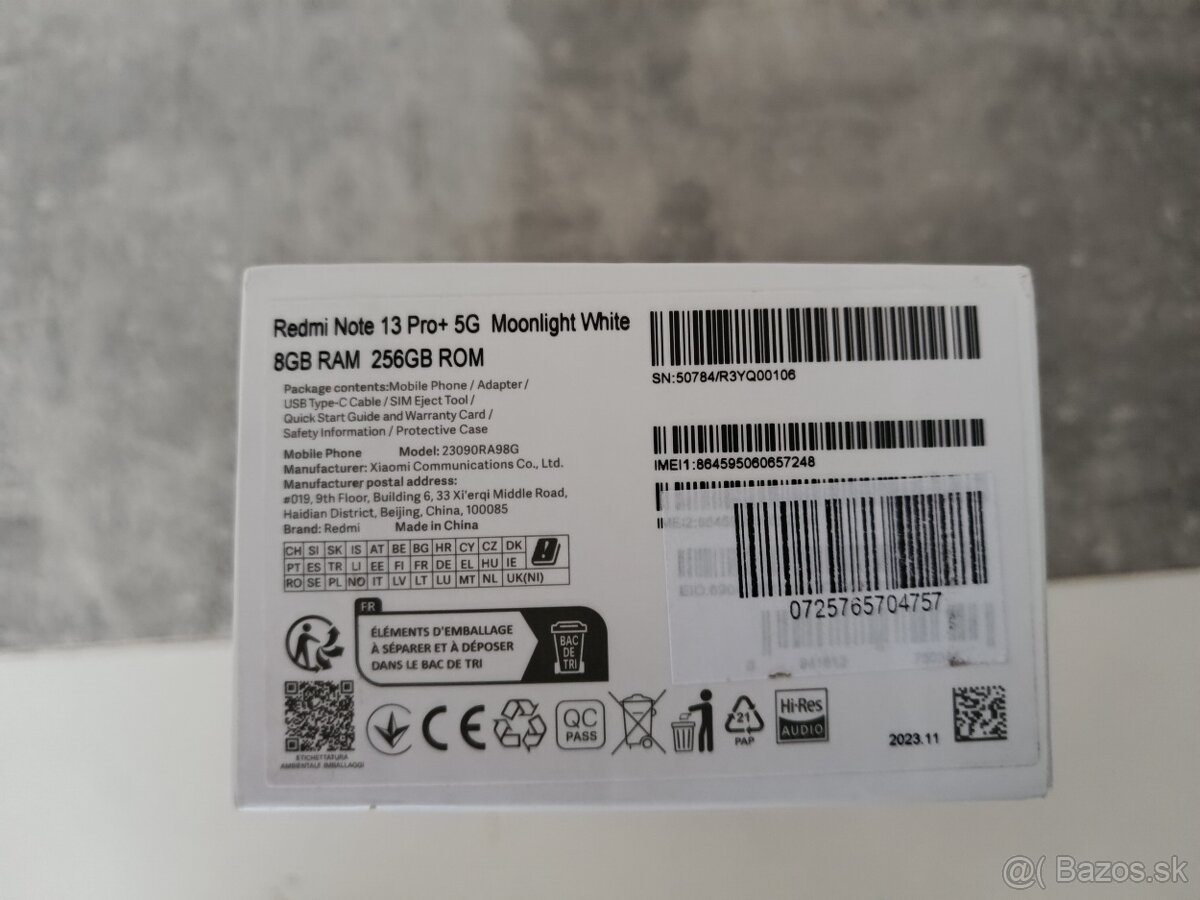 Redmi Note 13 Pro+ 5G Moonlight White
8GB RAM 256GB ROM
Package contents:Mobile Phone / Adapter /
USB Type-C Cable / SIM Eject Tool /
Quick Start Guide and Warranty Card /
Safety Information / Protective Case
Mobile Phone Model: 23090RA98G
Manufacturer: Xiaomi Communications Co., Ltd.
Manufacturer postal address:
#019, 9th Floor, Building 6, 33 Xi'erqi Middle Road,
Haidian District, Beijing, China, 100085
Brand: Redmi Made in China
CH SI SK IS AT BE BG HR CY CZ DK
PT ES TR LI EE FI FR DE EL HU IE
RO SE PL NO IT LV LT LU MT NL UK(NI)
SN:50784/R3YQ00106
IMEI1:864595060657248
0725765704757
FR
ÉLÉMENTS D'EMBALLAGE
À SÉPARER ET À DÉPOSER
DANS LE BAC DE TRI
BAC
DE
TRI
ETICHETTATURA
AMBIENTALE IMBALLAGGI
CE
QC
PASS
21
PAP
Hi-Res
AUDIO
2023.11
@( Bazos.sk